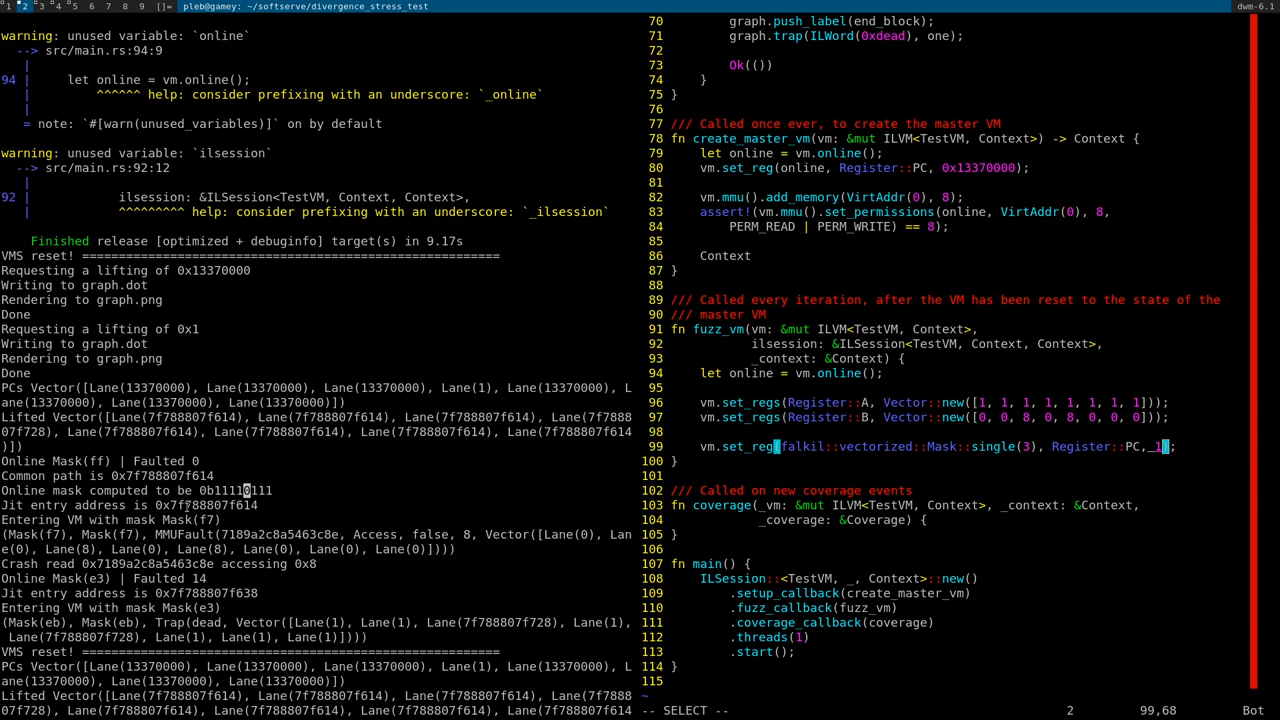 1 2 3 4 5 6 7 8 9 []= pleb@gamey: ~/softserve/divergence_stress_test dwm-6.1
warning: unused variable: `online`
--> src/main.rs:94:9
|
94 | let online = vm.online();
| ^^^^^^ help: consider prefixing with an underscore: `_online`
|
= note: `#[warn(unused_variables)]` on by default
warning: unused variable: `ilsession`
--> src/main.rs:92:12
|
92 | ilsession: &ILSession<TestVM, Context, Context>,
| ^^^^^^^^^ help: consider prefixing with an underscore: `_ilsession`
Finished release [optimized + debuginfo] target(s) in 9.17s
VMS reset! =====================================================
Requesting a lifting of 0x13370000
Writing to graph.dot
Rendering to graph.png
Done
Requesting a lifting of 0x1
Writing to graph.dot
Rendering to graph.png
Done
PCs Vector([Lane(13370000), Lane(13370000), Lane(13370000), Lane(1), Lane(13370000), L
ane(13370000), Lane(13370000), Lane(13370000)])
Lifted Vector([Lane(7f788807f614), Lane(7f788807f614), Lane(7f788807f614), Lane(7f7888
07f728), Lane(7f788807f614), Lane(7f788807f614), Lane(7f788807f614), Lane(7f788807f614
)])
Online Mask(ff) | Faulted 0
Common path is 0x7f788807f614
Online mask computed to be 0b11110111
Jit entry address is 0x7f788807f614
Entering VM with mask Mask(f7)
(Mask(f7), Mask(f7), MMUFault(7189a2c8a5463c8e, Access, false, 8, Vector([Lane(0), Lan
e(0), Lane(8), Lane(0), Lane(8), Lane(0), Lane(0), Lane(0)])))
Crash read 0x7189a2c8a5463c8e accessing 0x8
Online Mask(e3) | Faulted 14
Jit entry address is 0x7f788807f638
Entering VM with mask Mask(e3)
(Mask(eb), Mask(eb), Trap(dead, Vector([Lane(1), Lane(1), Lane(7f788807f728), Lane(1),
Lane(7f788807f728), Lane(1), Lane(1), Lane(1)])))
VMS reset! =====================================================
PCs Vector([Lane(13370000), Lane(13370000), Lane(13370000), Lane(1), Lane(13370000), L
ane(13370000), Lane(13370000), Lane(13370000)])
Lifted Vector([Lane(7f788807f614), Lane(7f788807f614), Lane(7f788807f614), Lane(7f7888
07f728), Lane(7f788807f614), Lane(7f788807f614), Lane(7f788807f614), Lane(7f788807f614
70 graph.push_label(end_block);
71 graph.trap(ILWord(0xdead), one);
72
73 Ok(())
74 }
75 }
76
77 /// Called once ever, to create the master VM
78 fn create_master_vm(vm: &mut ILVM<TestVM, Context>) -> Context {
79 let online = vm.online();
80 vm.set_reg(online, Register::PC, 0x13370000);
81
82 vm.mmu().add_memory(VirtAddr(0), 8);
83 assert!(vm.mmu().set_permissions(online, VirtAddr(0), 8,
84 PERM_READ | PERM_WRITE) == 8);
85
86 Context
87 }
88
89 /// Called every iteration, after the VM has been reset to the state of the
90 /// master VM
91 fn fuzz_vm(vm: &mut ILVM<TestVM, Context>,
92 ilsession: &ILSession<TestVM, Context, Context>,
93 _context: &Context) {
94 let online = vm.online();
95
96 vm.set_regs(Register::A, Vector::new([1, 1, 1, 1, 1, 1, 1, 1]));
97 vm.set_regs(Register::B, Vector::new([0, 0, 8, 0, 8, 0, 0, 0]));
98
99 vm.set_reg(falkil::vectorized::Mask::single(3), Register::PC, 1);
100 }
101
102 /// Called on new coverage events
103 fn coverage(_vm: &mut ILVM<TestVM, Context>, _context: &Context,
104 _coverage: &Coverage) {
105 }
106
107 fn main() {
108 ILSession::<TestVM, _, Context>::new()
109 .setup_callback(create_master_vm)
110 .fuzz_callback(fuzz_vm)
111 .coverage_callback(coverage)
112 .threads(1)
113 .start();
114 }
115
~
-- SELECT -- 2 99,68 Bot